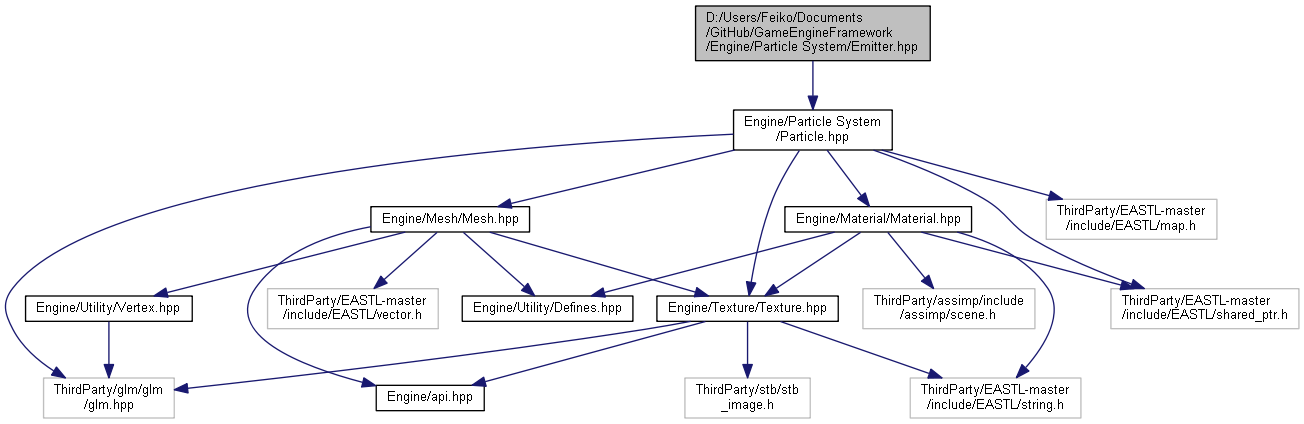 D:/Users/Feiko/Documents
/GitHub/GameEngineFramework
/Engine/Particle System/Emitter.hpp
Engine/Particle System
/Particle.hpp
Engine/Mesh/Mesh.hpp
Engine/Material/Material.hpp
ThirdParty/EASTL-master
/include/EASTL/map.h
Engine/Utility/Vertex.hpp
ThirdParty/EASTL-master
/include/EASTL/vector.h
Engine/Utility/Defines.hpp
Engine/Texture/Texture.hpp
ThirdParty/assimp/include
/assimp/scene.h
ThirdParty/EASTL-master
/include/EASTL/shared_ptr.h
ThirdParty/glm/glm
/glm.hpp
Engine/api.hpp
ThirdParty/stb/stb
_image.h
ThirdParty/EASTL-master
/include/EASTL/string.h